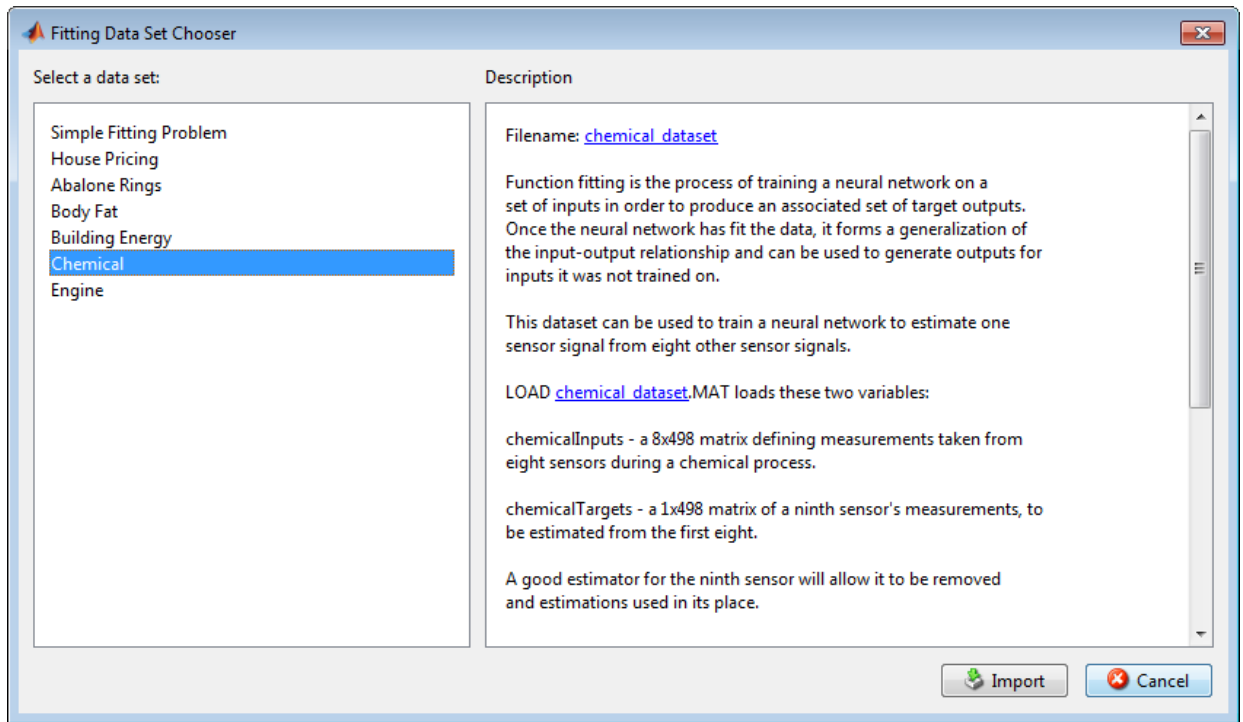 Fitting Data Set Chooser
Select a data set:
Simple Fitting Problem
House Pricing
Abalone Rings
Body Fat
Building Energy
Chemical
Engine
Description
Filename: chemical_dataset
Function fitting is the process of training a neural network on a
set of inputs in order to produce an associated set of target outputs.
Once the neural network has fit the data, it forms a generalization of
the input-output relationship and can be used to generate outputs for
inputs it was not trained on.
This dataset can be used to train a neural network to estimate one
sensor signal from eight other sensor signals.
LOAD chemical_dataset.MAT loads these two variables:
chemicalInputs - a 8x498 matrix defining measurements taken from
eight sensors during a chemical process.
chemicalTargets - a 1x498 matrix of a ninth sensor's measurements, to
be estimated from the first eight.
A good estimator for the ninth sensor will allow it to be removed
and estimations used in its place.
Import
Cancel